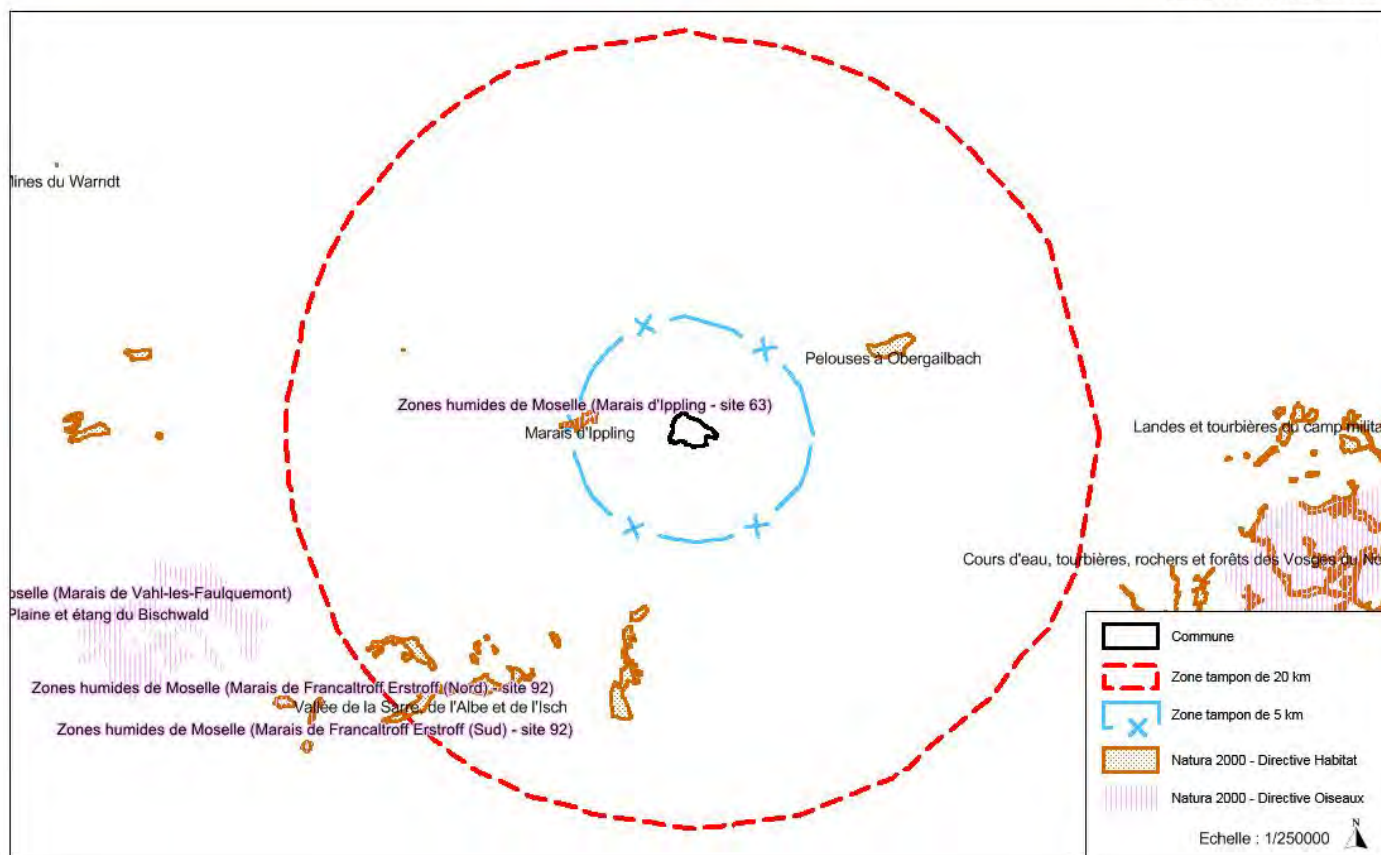 Mines du Warndt
Pelouses à Obergailbach
Zones humides de Moselle (Marais d'Ippling - site 63)
Marais d'Ippling
Landes et tourbières du camp milita
Cours d'eau, tourbières, rochers et forêts des Vosges du No
oselle (Marais de Vahl-les-Faulquemont)
Plaine et étang du Bischwald
Zones humides de Moselle (Marais de Francaltroff Erstroff (Nord) - site 92)
Vallée de la Sarre, de l'Albe et de l'Isch
Zones humides de Moselle (Marais de Francaltroff Erstroff (Sud) - site 92)
Commune
Zone tampon de 20 km
Zone tampon de 5 km
Natura 2000 - Directive Habitat
Natura 2000 - Directive Oiseaux
Echelle : 1/250000
N